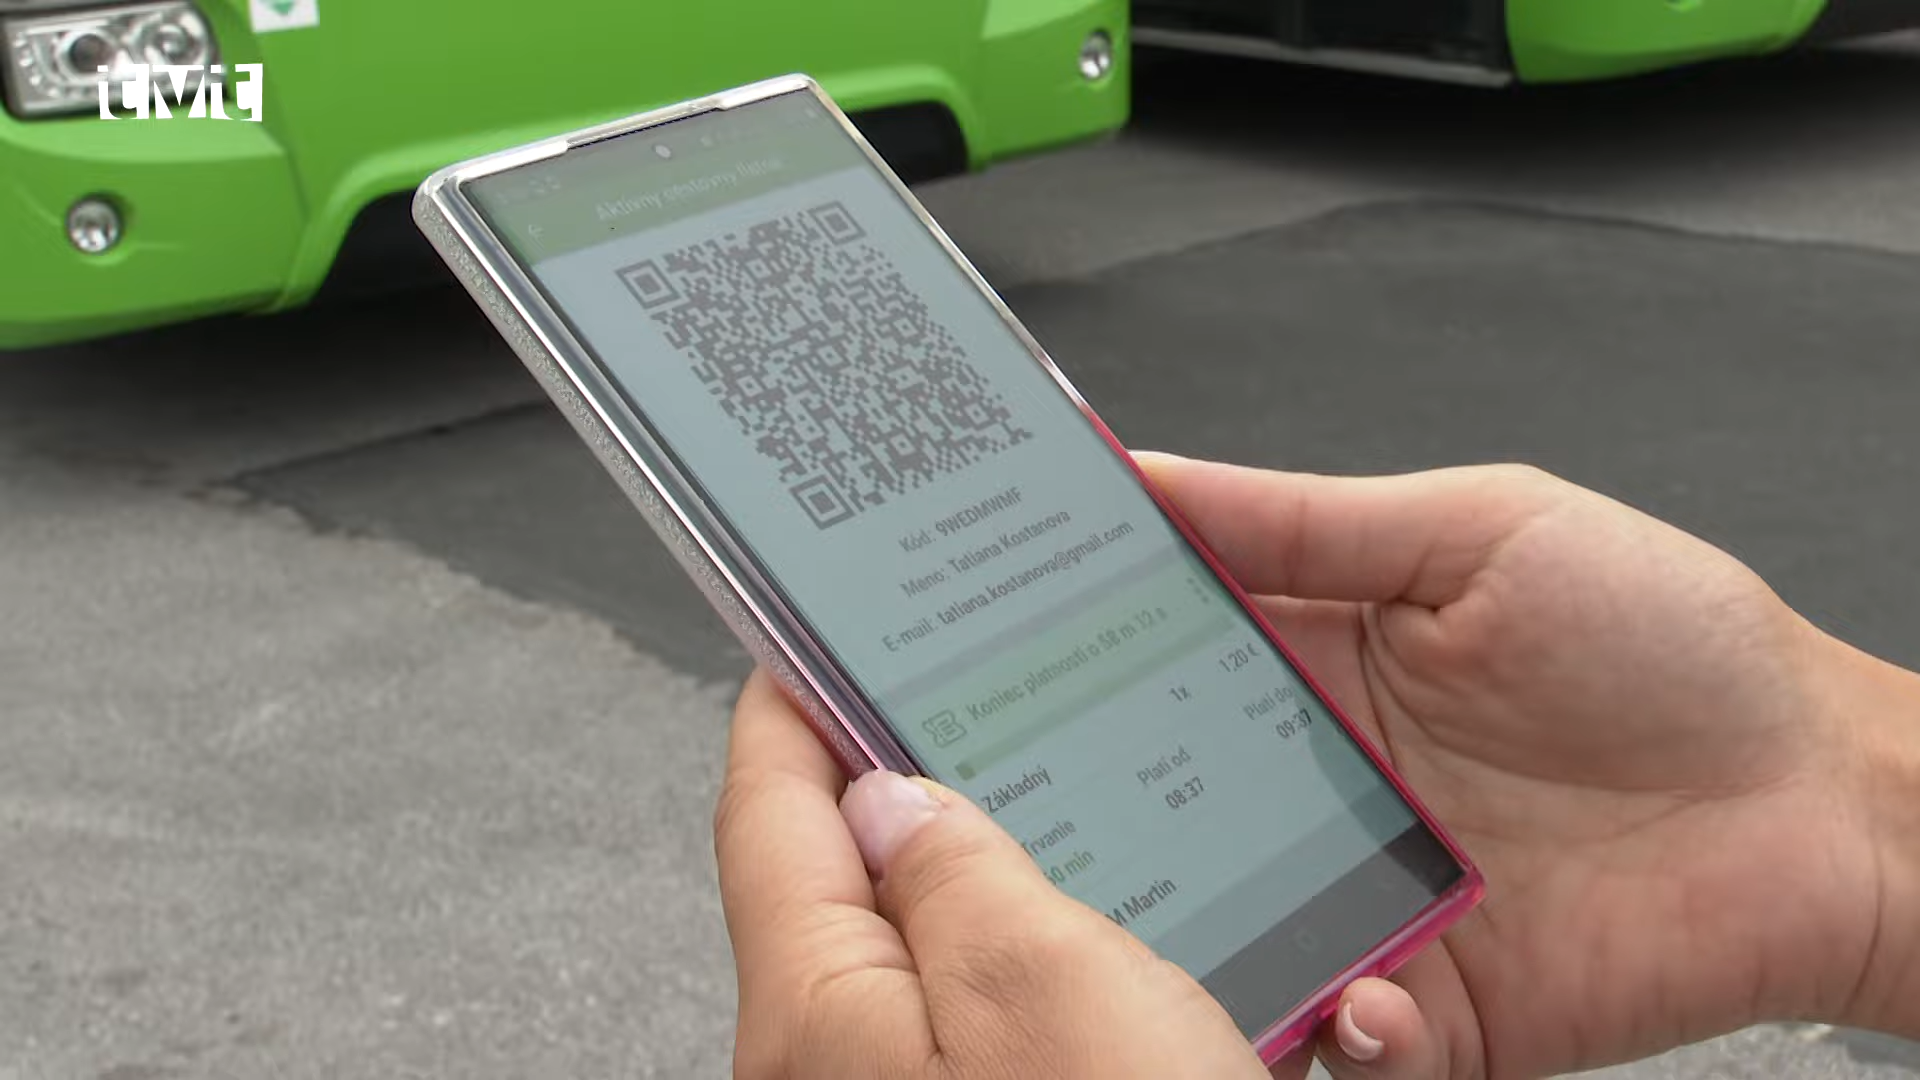 tvt
Aktívny cestovný lístok
Kód: 9WEDMWMF
Meno: Tatiana Kostanova
E-mail: tatiana.kostanova@gmail.com
Koniec platnosti o 58 m 12 s
Základný 1x 1,20 €
Trvanie Platí od Platí do
60 min 08:37 09:37
M Martin